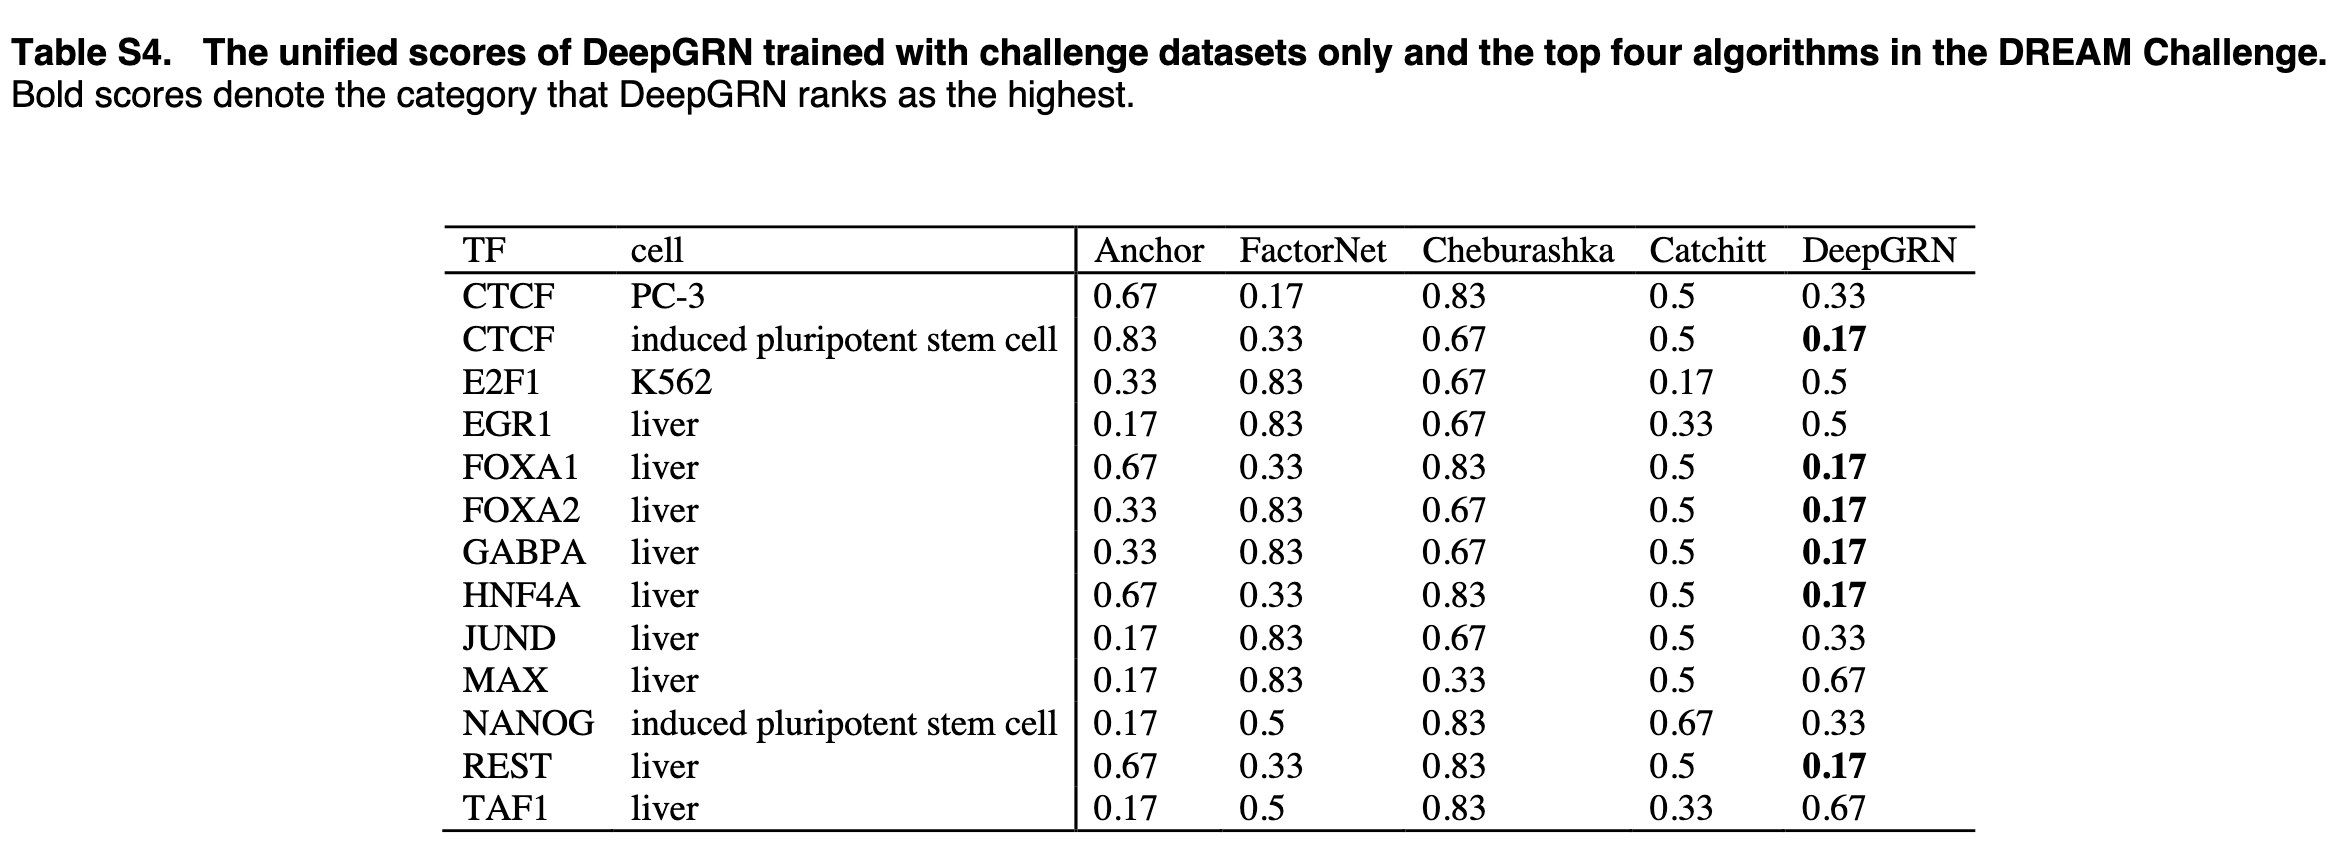 Table S4. The unified scores of DeepGRN trained with challenge datasets only and the top four algorithms in the DREAM Challenge.
Bold scores denote the category that DeepGRN ranks as the highest.
TF cell Anchor FactorNet Cheburashka Catchitt DeepGRN
CTCF PC-3 0.67 0.17 0.83 0.5 0.33
CTCF induced pluripotent stem cell 0.83 0.33 0.67 0.5 0.17
E2F1 K562 0.33 0.83 0.67 0.17 0.5
EGR1 liver 0.17 0.83 0.67 0.33 0.5
FOXA1 liver 0.67 0.33 0.83 0.5 0.17
FOXA2 liver 0.33 0.83 0.67 0.5 0.17
GABPA liver 0.33 0.83 0.67 0.5 0.17
HNF4A liver 0.67 0.33 0.83 0.5 0.17
JUND liver 0.17 0.83 0.67 0.5 0.33
MAX liver 0.17 0.83 0.33 0.5 0.67
NANOG induced pluripotent stem cell 0.17 0.5 0.83 0.67 0.33
REST liver 0.67 0.33 0.83 0.5 0.17
TAF1 liver 0.17 0.5 0.83 0.33 0.67